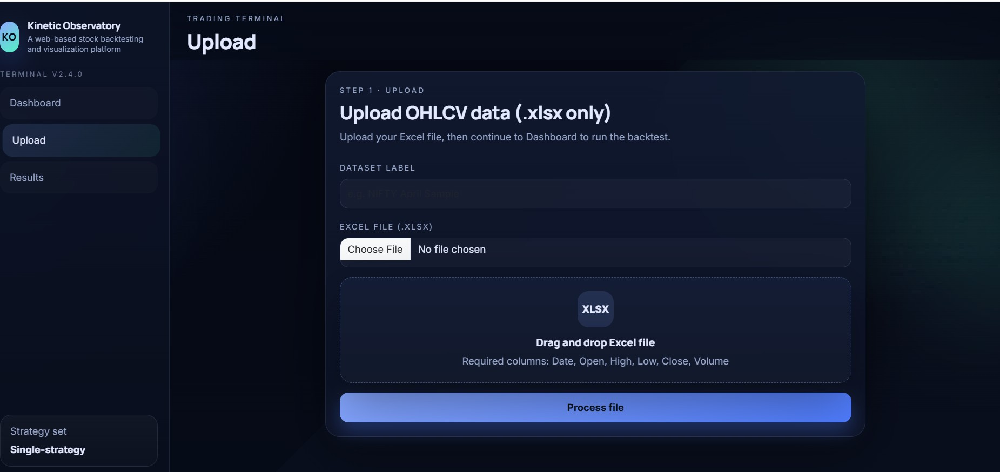 KO
Kinetic Observatory
A web-based stock backtesting
and visualization platform
TERMINAL V2.4.0
Dashboard
Upload
Results
Strategy set
Single-strategy
TRADING TERMINAL
Upload
STEP 1 · UPLOAD
Upload OHLCV data (.xlsx only)
Upload your Excel file, then continue to Dashboard to run the backtest.
DATASET LABEL
e.g. NIFTY April Sample
EXCEL FILE (.XLSX)
Choose File No file chosen
XLSX
Drag and drop Excel file
Required columns: Date, Open, High, Low, Close, Volume
Process file